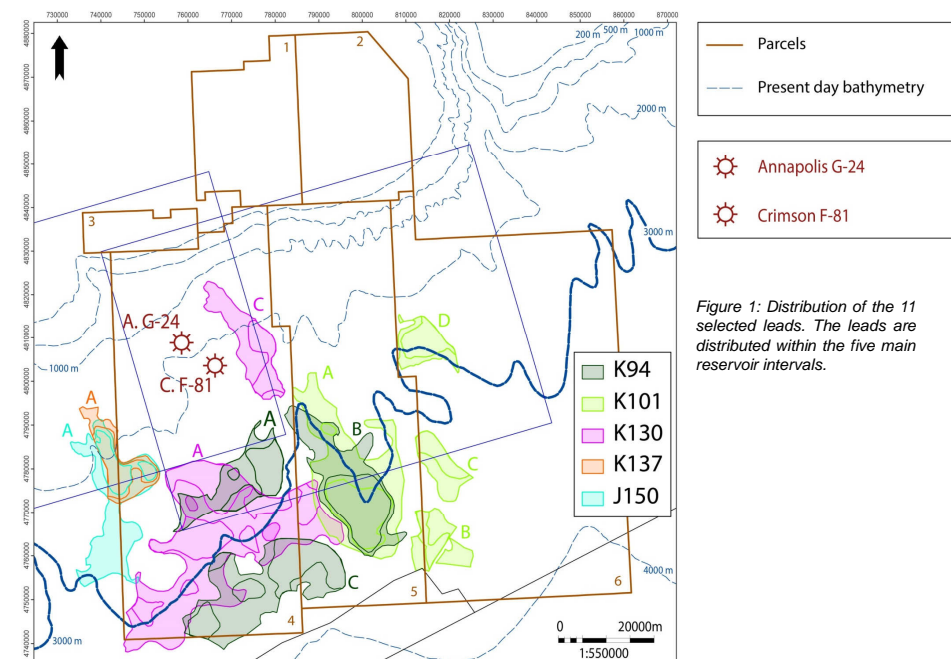 730000 740000 750000 760000 770000 780000 790000 800000 810000 820000 830000 840000 850000 860000 870000
4880000
4870000
4860000
4850000
4840000
4830000
4820000
4810000
4800000
4790000
4780000
4770000
4760000
4750000
4740000
1
2
200 m 500 m 1000 m
2000 m
3
3000 m
C
A. G-24
D
C. F-81
1000 m
A
A
A
A
B
A
C
B
C
4
5
6
4000 m
3000 m
K94
K101
K130
K137
J150
0 20000m
1:550000
Parcels
Present day bathymetry
Annapolis G-24
Crimson F-81
Figure 1: Distribution of the 11
selected leads. The leads are
distributed within the five main
reservoir intervals.